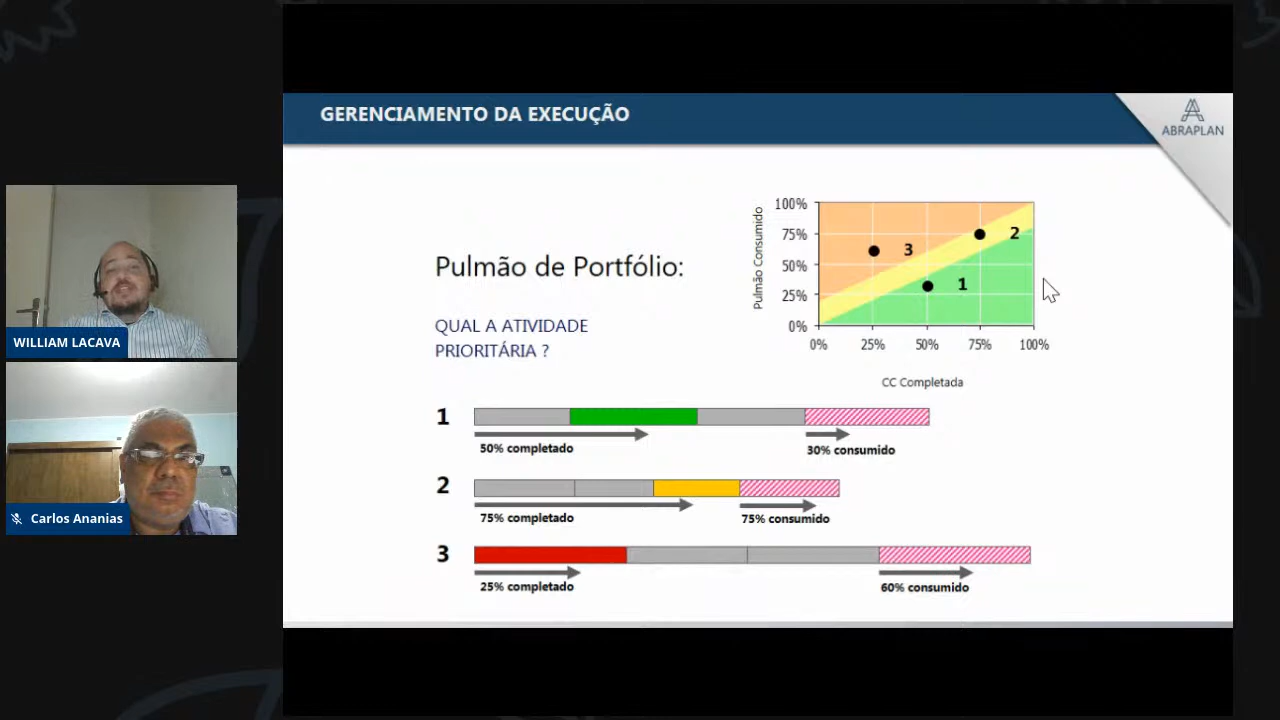 GERENCIAMENTO DA EXECUÇÃO
ABRAPLAN
WILLIAM LACAVA
Carlos Ananias
Pulmão de Portfólio:
QUAL A ATIVIDADE
PRIORITÁRIA ?
Pulmão Consumido
100%
75%
50%
25%
0%
3
2
1
0% 25% 50% 75% 100%
CC Completada
1
50% completado
30% consumido
2
75% completado
75% consumido
3
25% completado
60% consumido